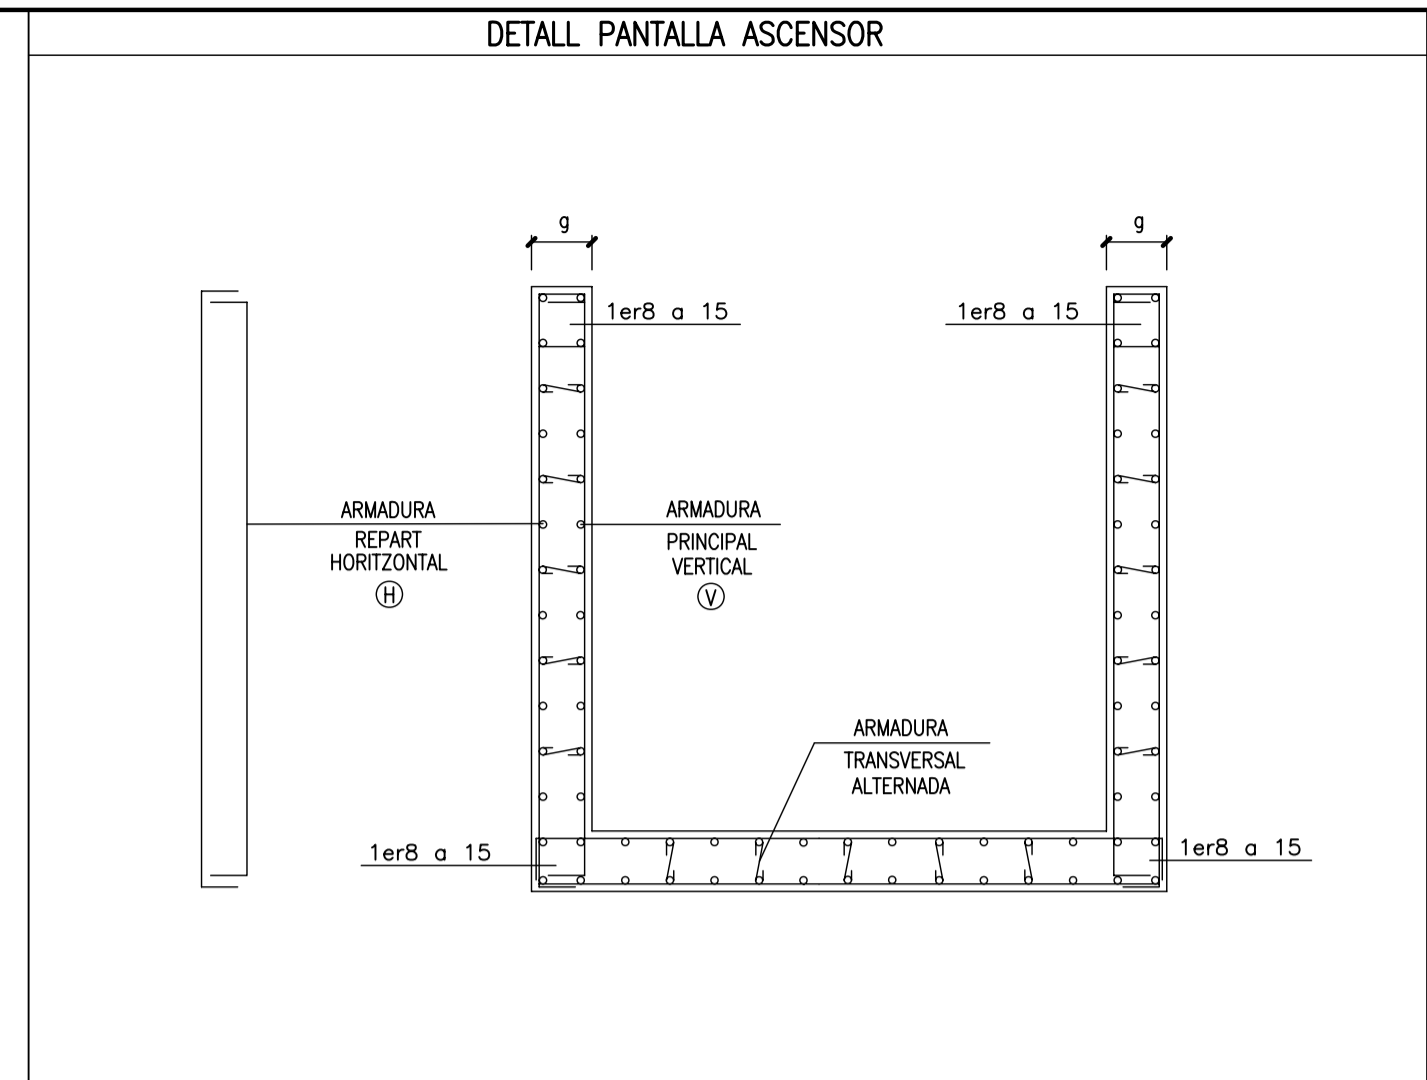 DETALL PANTALLA ASCENSOR
g
g
1er8 a 15
1er8 a 15
ARMADURA
REPART
HORITZONTAL
H
ARMADURA
PRINCIPAL
VERTICAL
V
ARMADURA
TRANSVERSAL
ALTERNADA
1er8 a 15
1er8 a 15